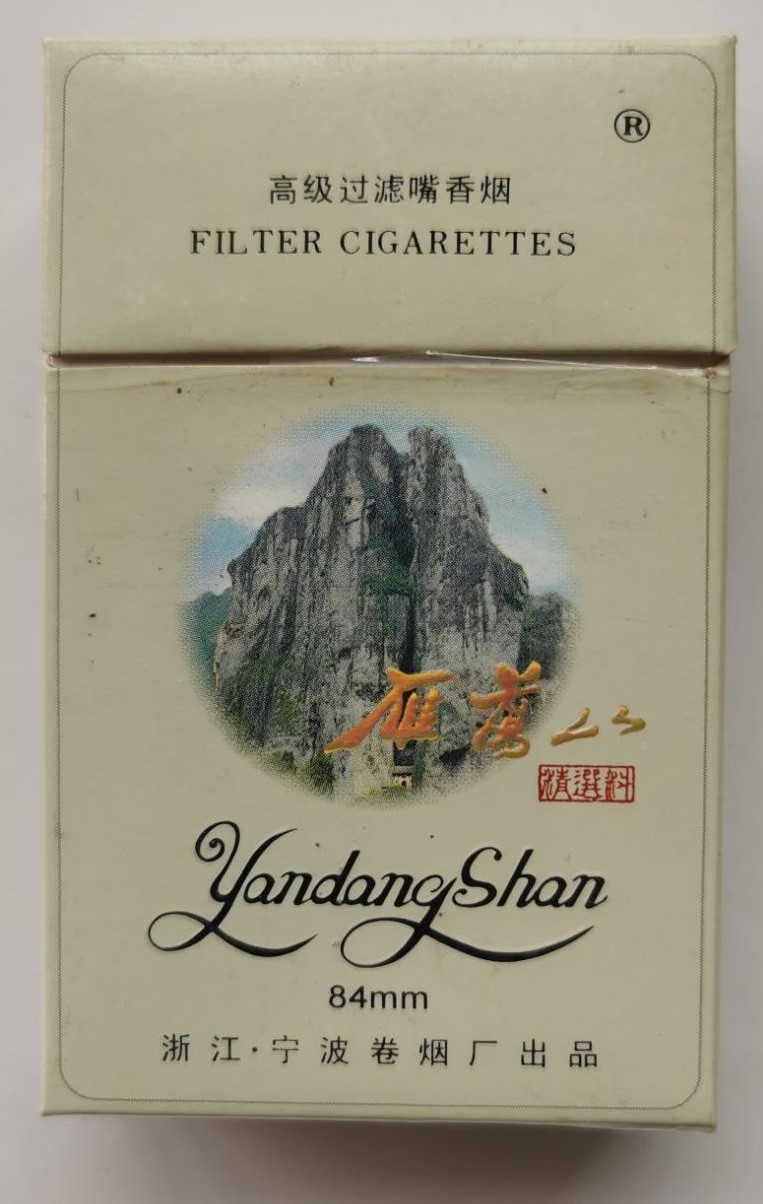 ®
高级过滤嘴香烟
FILTER CIGARETTES
雁荡山
精選料
YandangShan
84mm
浙江·宁波卷烟厂出品